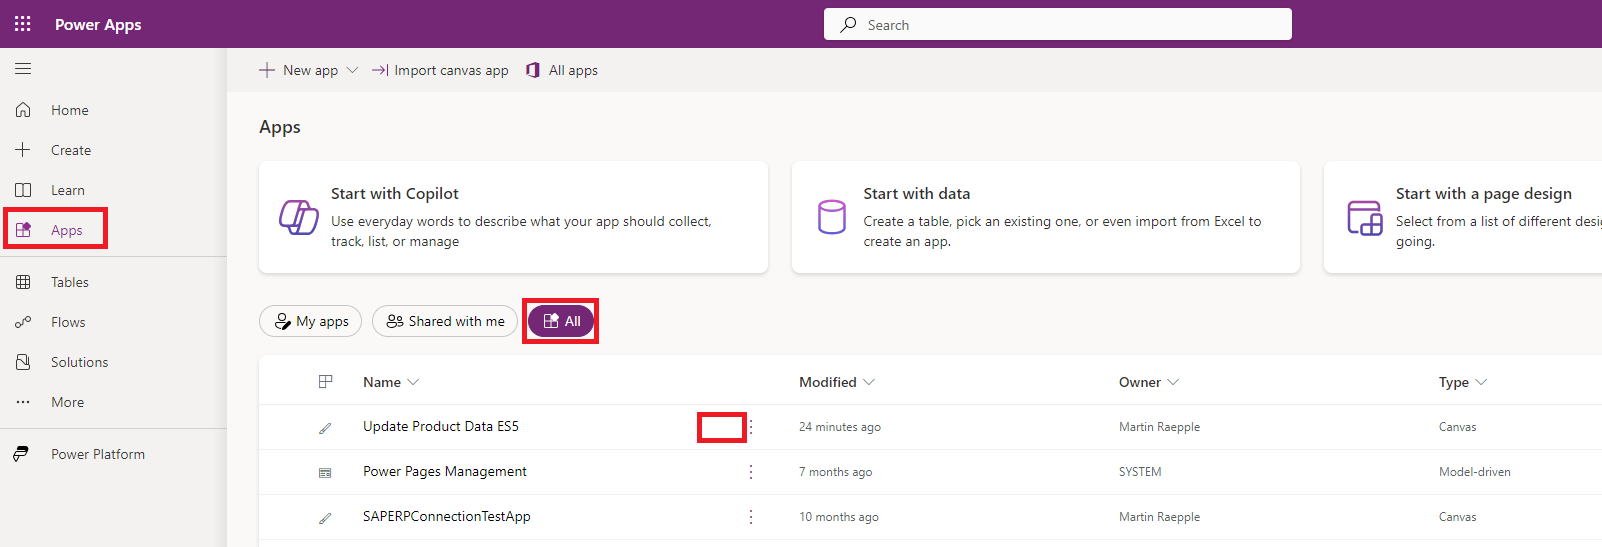 Power Apps
Search
New app
Import canvas app
All apps
Home
Create
Learn
Apps
Tables
Flows
Solutions
More
Power Platform
Apps
Start with Copilot
Use everyday words to describe what your app should collect,
track, list, or manage
Start with data
Create a table, pick an existing one, or even import from Excel to
create an app.
Start with a page design
Select from a list of different desi
going.
My apps
Shared with me
All
Name Modified Owner Type
Update Product Data ES5 24 minutes ago Martin Raepple Canvas
Power Pages Management 7 months ago SYSTEM Model-driven
SAPERPConnectionTestApp 10 months ago Martin Raepple Canvas